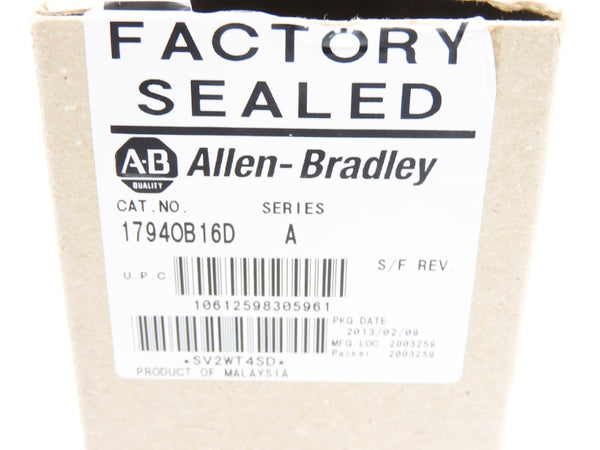 FACTORY
SEALED
A-B
QUALITY
Allen-Bradley
CAT.NO. SERIES
1794OB16D A
S/F REV.
U.P.C.
10612598305961
PKG DATE
2013/02/09
MFG LOC. 2003259
Packer 2003259
*SV2WT4SD*
PRODUCT OF MALAYSIA